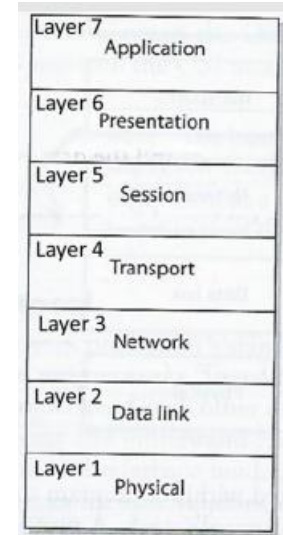 Layer 7
Application
Layer 6
Presentation
Layer 5
Session
Layer 4
Transport
Layer 3
Network
Layer 2
Data link
Layer 1
Physical